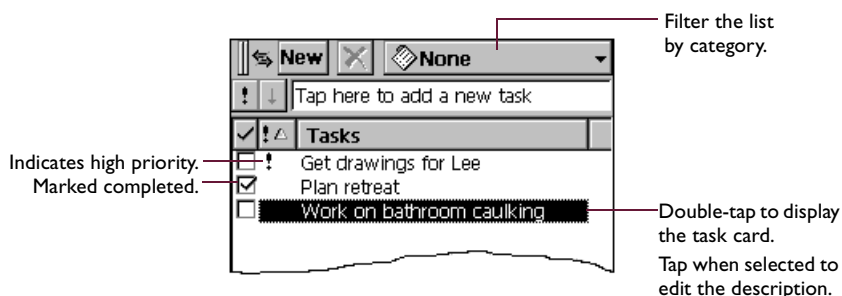 Filter the list
by category.
New None
! ↓ Tap here to add a new task
! Tasks
Indicates high priority.
! Get drawings for Lee
Marked completed.
Plan retreat
Work on bathroom caulking
Double-tap to display
the task card.
Tap when selected to
edit the description.